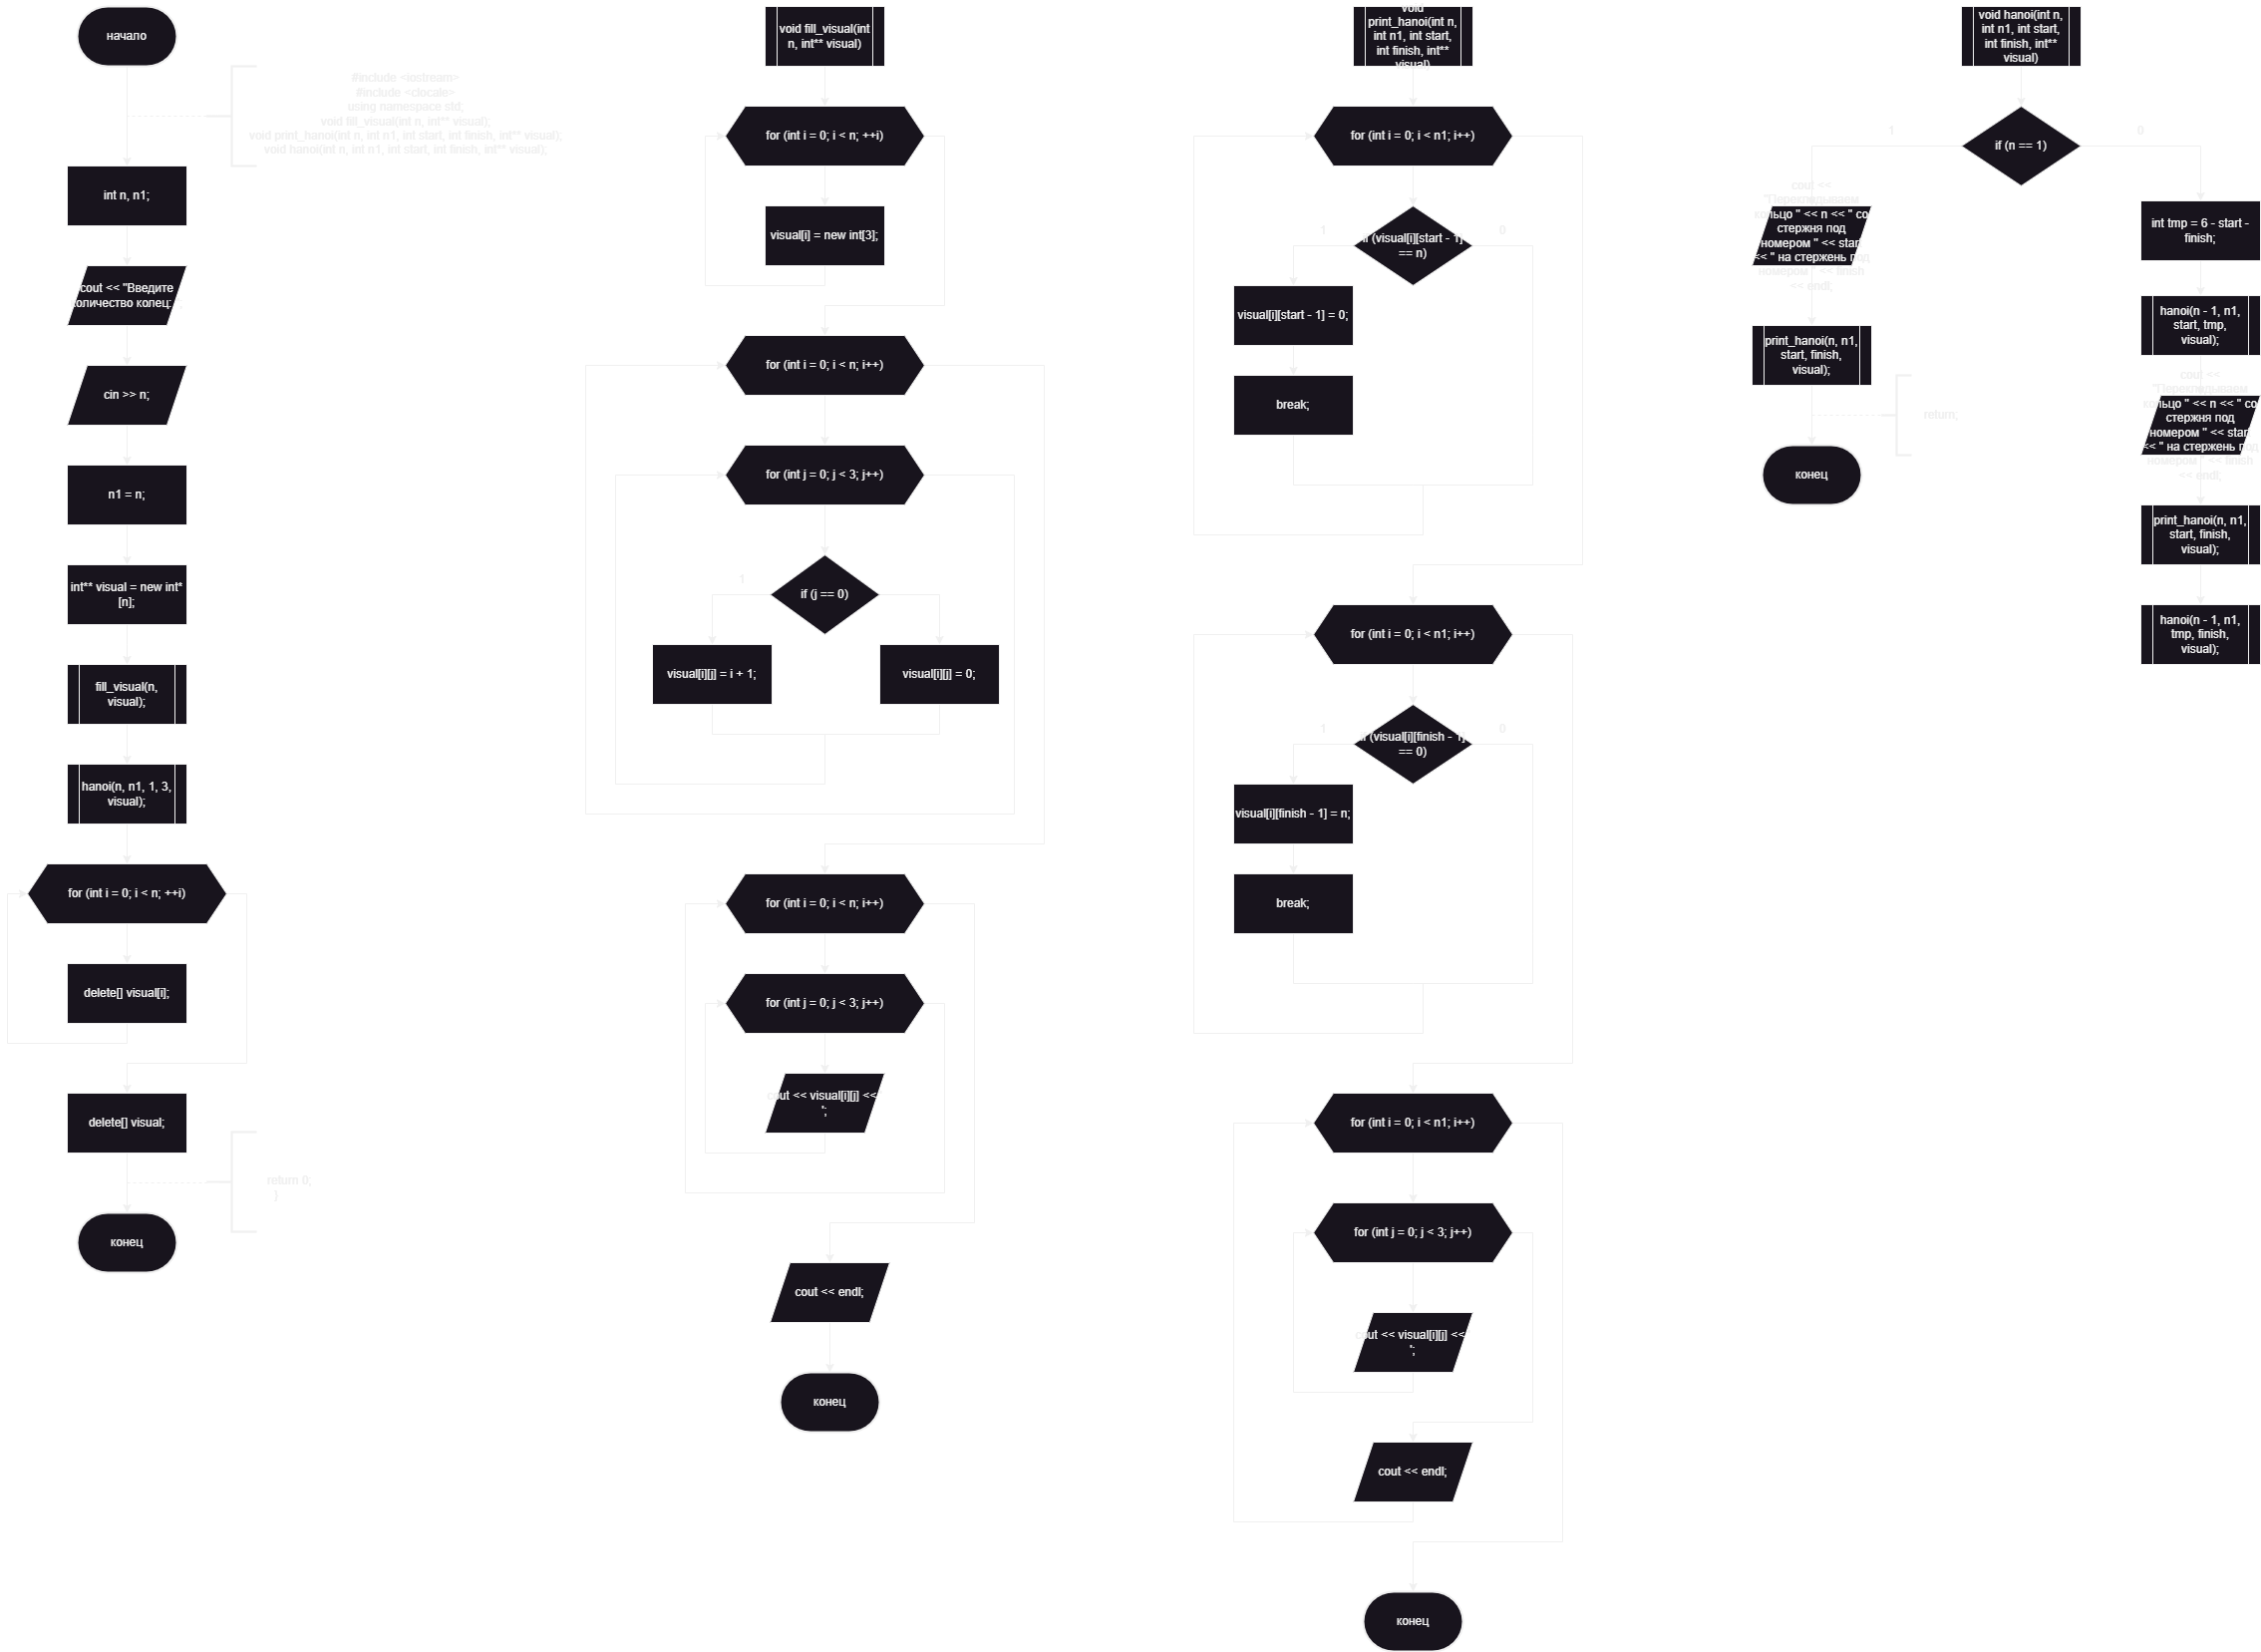 начало
#include <iostream>
#include <clocale>
using namespace std;
void fill_visual(int n, int** visual);
void print_hanoi(int n, int n1, int start, int finish, int** visual);
void hanoi(int n, int n1, int start, int finish, int** visual);
int n, n1;
cout << "Введите
количество колец:
cin >> n;
n1 = n;
int** visual = new int*
[n];
fill_visual(n,
visual);
hanoi(n, n1, 1, 3,
visual);
for (int i = 0; i < n; ++i)
delete[] visual[i];
delete[] visual;
return 0;
}
конец
void fill_visual(int
n, int** visual)
for (int i = 0; i < n; ++i)
visual[i] = new int[3];
for (int i = 0; i < n; i++)
for (int j = 0; j < 3; j++)
if (j == 0)
1
visual[i][j] = i + 1;
visual[i][j] = 0;
for (int i = 0; i < n; i++)
for (int j = 0; j < 3; j++)
cout << visual[i][j] <<
';
cout << endl;
конец
void
print_hanoi(int n,
int n1, int start,
int finish, int**
visual)
for (int i = 0; i < n1; i++)
if (visual[i][start - 1]
== n)
1
0
visual[i][start - 1] = 0;
break;
for (int i = 0; i < n1; i++)
if (visual[i][finish - 1]
== 0)
1
0
visual[i][finish - 1] = n;
break;
for (int i = 0; i < n1; i++)
for (int j = 0; j < 3; j++)
cout << visual[i][j] <<
';
cout << endl;
конец
void hanoi(int n,
int n1, int start,
int finish, int**
visual)
if (n == 1)
1
0
cout <<
"Перекладываем
кольцо " << n << " со
стержня под
номером " << start
<< " на стержень под
номером " << finish
<< endl;
print_hanoi(n, n1,
start, finish,
visual);
return;
конец
int tmp = 6 - start -
finish;
hanoi(n - 1, n1,
start, tmp,
visual);
cout <<
"Перекладываем
кольцо " << n << " со
стержня под
номером " << start
<< " на стержень под
номером " << finish
<< endl;
print_hanoi(n, n1,
start, finish,
visual);
hanoi(n - 1, n1,
tmp, finish,
visual);